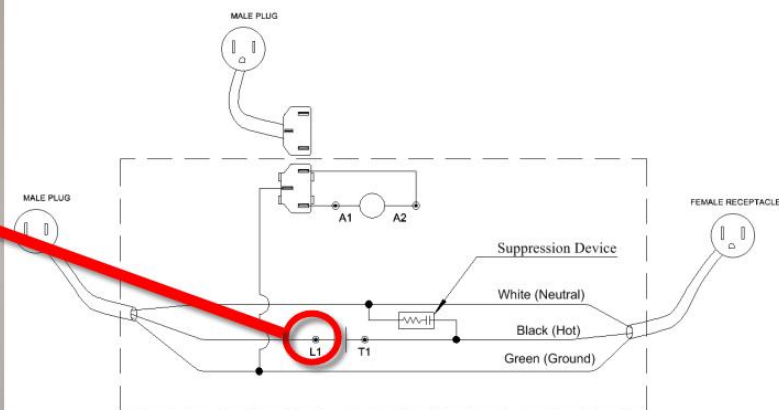 MALE PLUG
MALE PLUG
FEMALE RECEPTACLE
A1
A2
Suppression Device
White (Neutral)
Black (Hot)
L1
T1
Green (Ground)